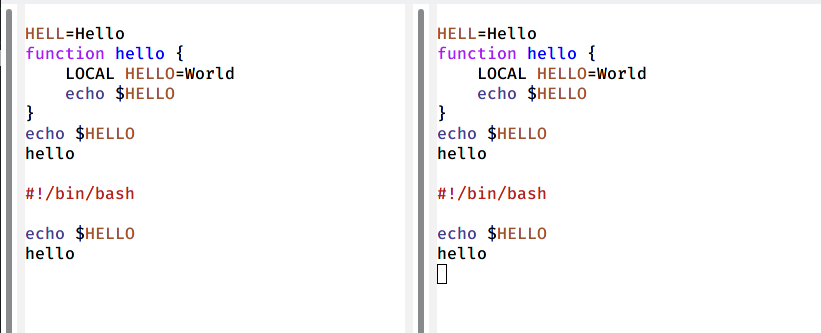 HELL=Hello
function hello {
    LOCAL HELLO=World
    echo $HELLO
}
echo $HELLO
hello

#!/bin/bash

echo $HELLO
hello

HELL=Hello
function hello {
    LOCAL HELLO=World
    echo $HELLO
}
echo $HELLO
hello

#!/bin/bash

echo $HELLO
hello